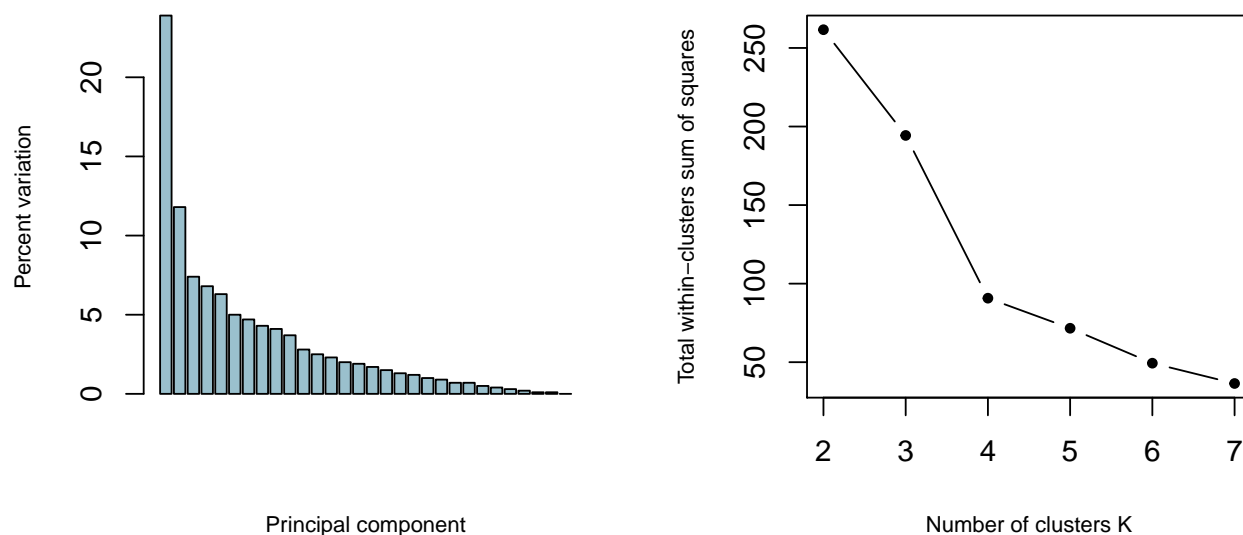 Percent variation
20
15
10
5
0
Principal component
Total within−clusters sum of squares
250
200
150
100
50
2 3 4 5 6 7
Number of clusters K